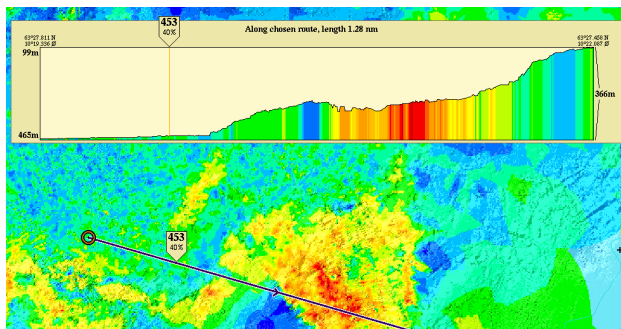 453
40%
Along chosen route, length 1.28 nm
63°27.811 N
10°19.336 Ø
63°27.458 N
10°22.087 Ø
99m
366m
465m
453
40%